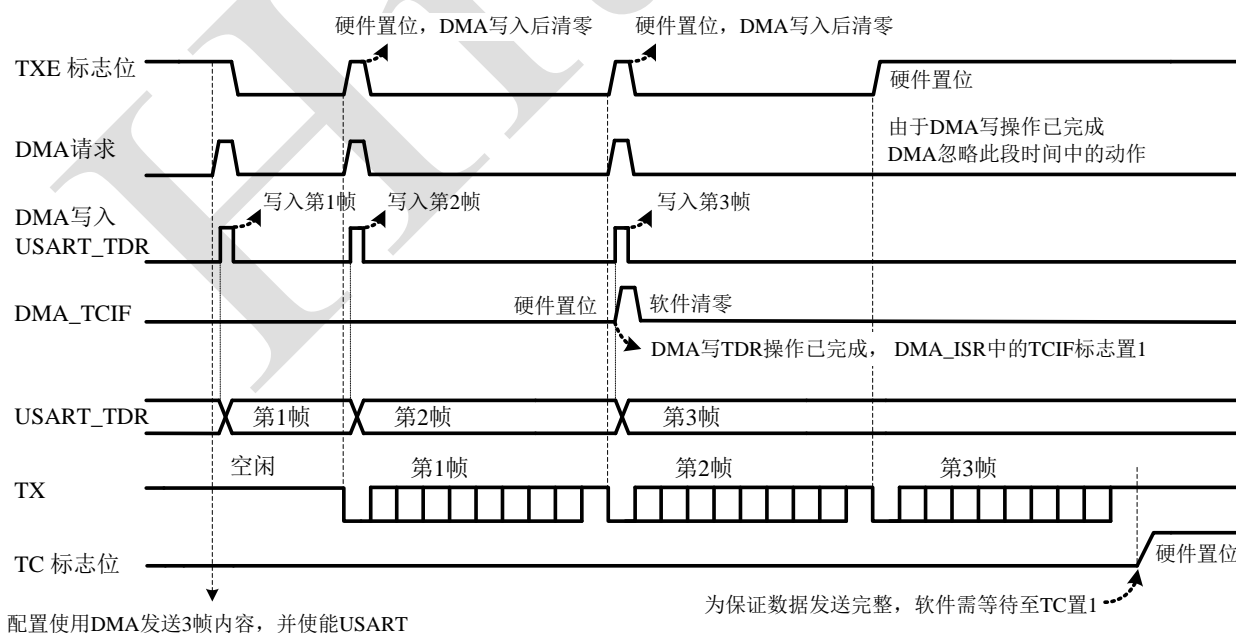 硬件置位，DMA写入后清零
硬件置位，DMA写入后清零
TXE 标志位
硬件置位
由于DMA写操作已完成
DMA忽略此段时间中的动作
DMA请求
写入第1帧
写入第2帧
写入第3帧
DMA写入
USART_TDR
硬件置位
软件清零
DMA_TCIF
DMA写TDR操作已完成， DMA_ISR中的TCIF标志置1
USART_TDR
第1帧
第2帧
第3帧
空闲
第1帧
第2帧
第3帧
TX
TC 标志位
硬件置位
为保证数据发送完整，软件需等待至TC置1
配置使用DMA发送3帧内容，并使能USART